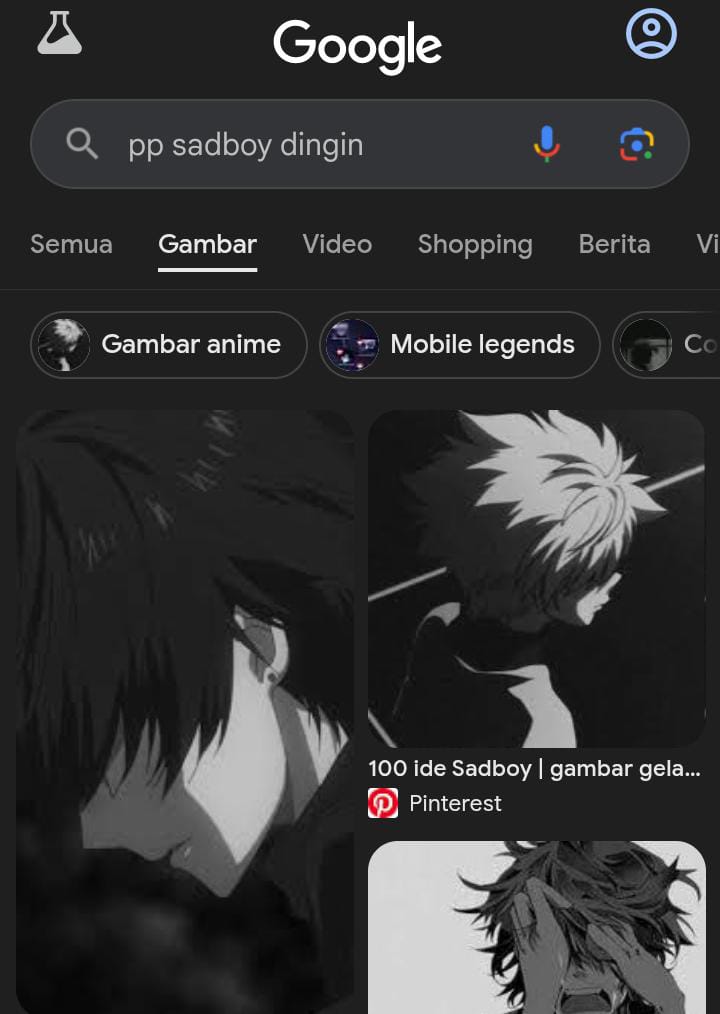 Google
pp sadboy dingin
Semua Gambar Video Shopping Berita Vi
Gambar anime Mobile legends Co
100 ide Sadboy | gambar gela...
Pinterest